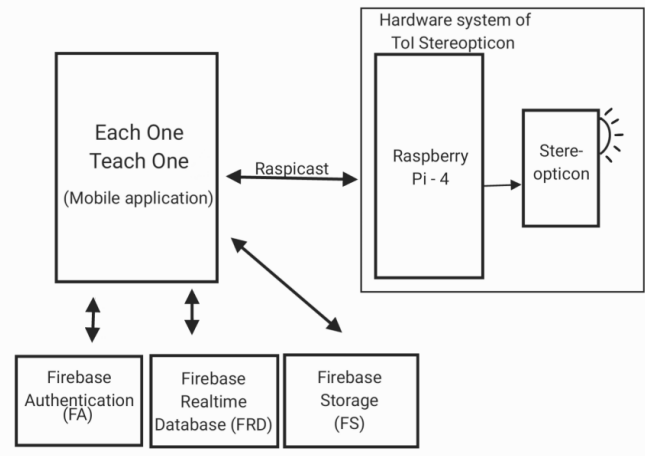 Hardware system of
ToI Stereopticon
Each One
Teach One
(Mobile application)
Raspicast
Raspberry
Pi - 4
Stere-
opticon
Firebase
Authentication
(FA)
Firebase
Realtime
Database (FRD)
Firebase
Storage
(FS)